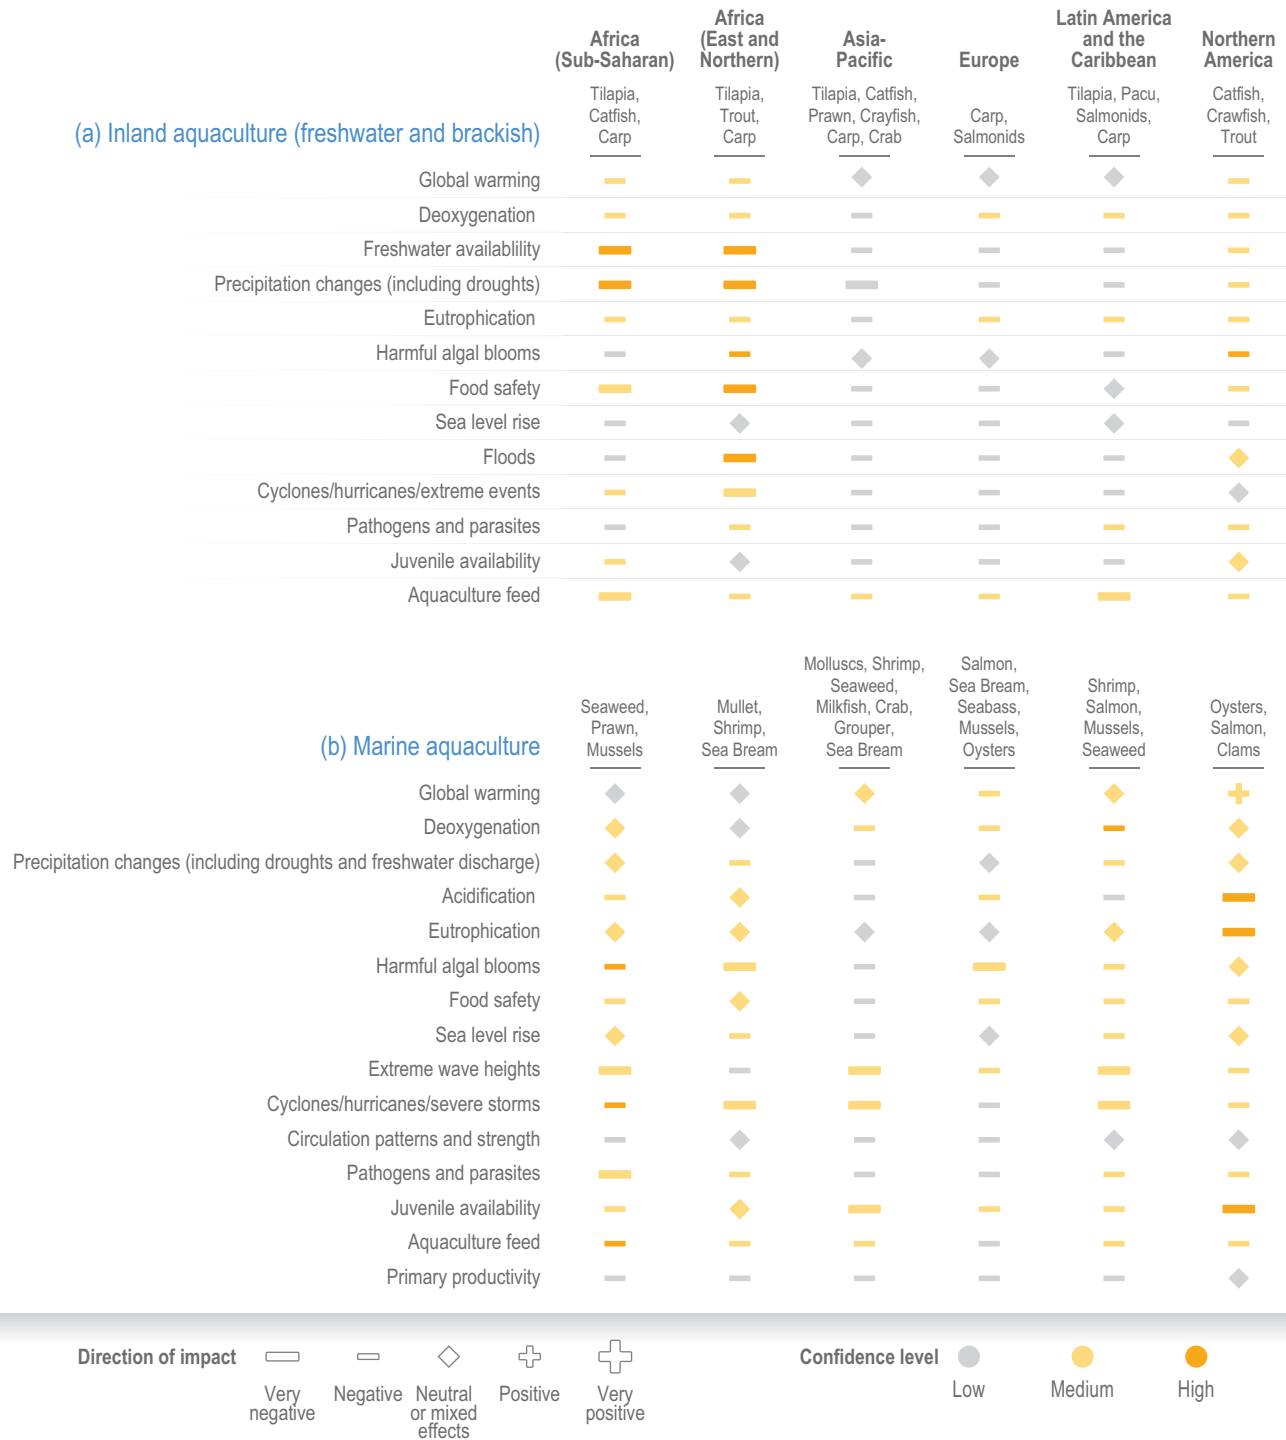 Africa
(Sub-Saharan)
Africa
(East and
Northern)
Asia-
Pacific
Europe
Latin America
and the
Caribbean
Northern
America
(a) Inland aquaculture (freshwater and brackish)
Tilapia,
Catfish,
Carp
Tilapia,
Trout,
Carp
Tilapia, Catfish,
Prawn, Crayfish,
Carp, Crab
Carp,
Salmonids
Tilapia, Pacu,
Salmonids,
Carp
Catfish,
Crawfish,
Trout
Global warming
Deoxygenation
Freshwater availablility
Precipitation changes (including droughts)
Eutrophication
Harmful algal blooms
Food safety
Sea level rise
Floods
Cyclones/hurricanes/extreme events
Pathogens and parasites
Juvenile availability
Aquaculture feed
(b) Marine aquaculture
Seaweed,
Prawn,
Mussels
Mullet,
Shrimp,
Sea Bream
Molluscs, Shrimp,
Seaweed,
Milkfish, Crab,
Grouper,
Sea Bream
Salmon,
Sea Bream,
Seabass,
Mussels,
Oysters
Shrimp,
Salmon,
Mussels,
Seaweed
Oysters,
Salmon,
Clams
Global warming
Deoxygenation
Precipitation changes (including droughts and freshwater discharge)
Acidification
Eutrophication
Harmful algal blooms
Food safety
Sea level rise
Extreme wave heights
Cyclones/hurricanes/severe storms
Circulation patterns and strength
Pathogens and parasites
Juvenile availability
Aquaculture feed
Primary productivity
Direction of impact
Very
negative
Negative
Neutral
or mixed
effects
Positive
Very
positive
Confidence level
Low
Medium
High